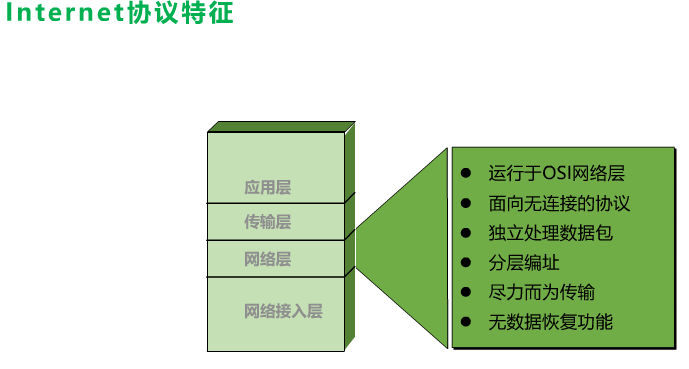 Internet协议特征
应用层
传输层
网络层
网络接入层
● 运行于OSI网络层
● 面向无连接的协议
● 独立处理数据包
● 分层编址
● 尽力而为传输
● 无数据恢复功能